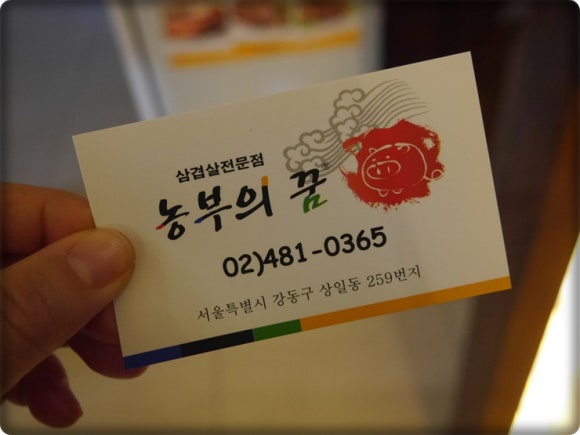 삼겹살전문점
농부의 꿈
02)481-0365
서울특별시 강동구 상일동 259번지